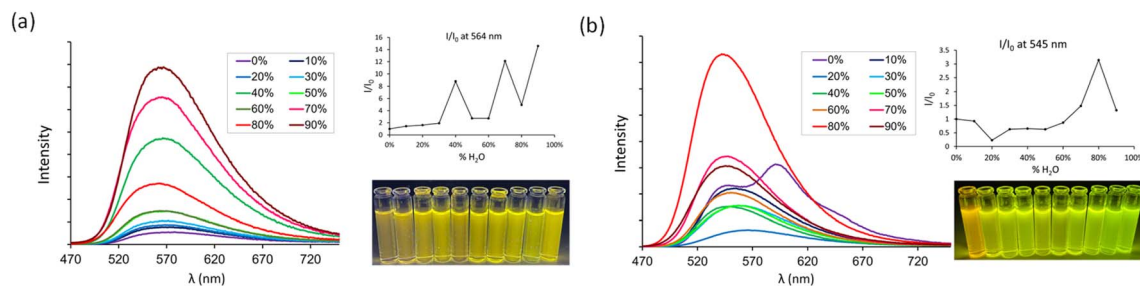 (a)
I/I₀ at 564 nm
16
14
12
10
8
6
4
2
0
I/I₀
0% 20% 40% 60% 80% 100%
% H₂O
0% 10%
20% 30%
40% 50%
60% 70%
80% 90%
Intensity
470 520 570 620 670 720
λ (nm)
(b)
I/I₀ at 545 nm
3.5
3
2.5
2
1.5
1
0.5
0
I/I₀
0% 20% 40% 60% 80% 100%
% H₂O
0% 10%
20% 30%
40% 50%
60% 70%
80% 90%
Intensity
470 520 570 620 670 720
λ (nm)